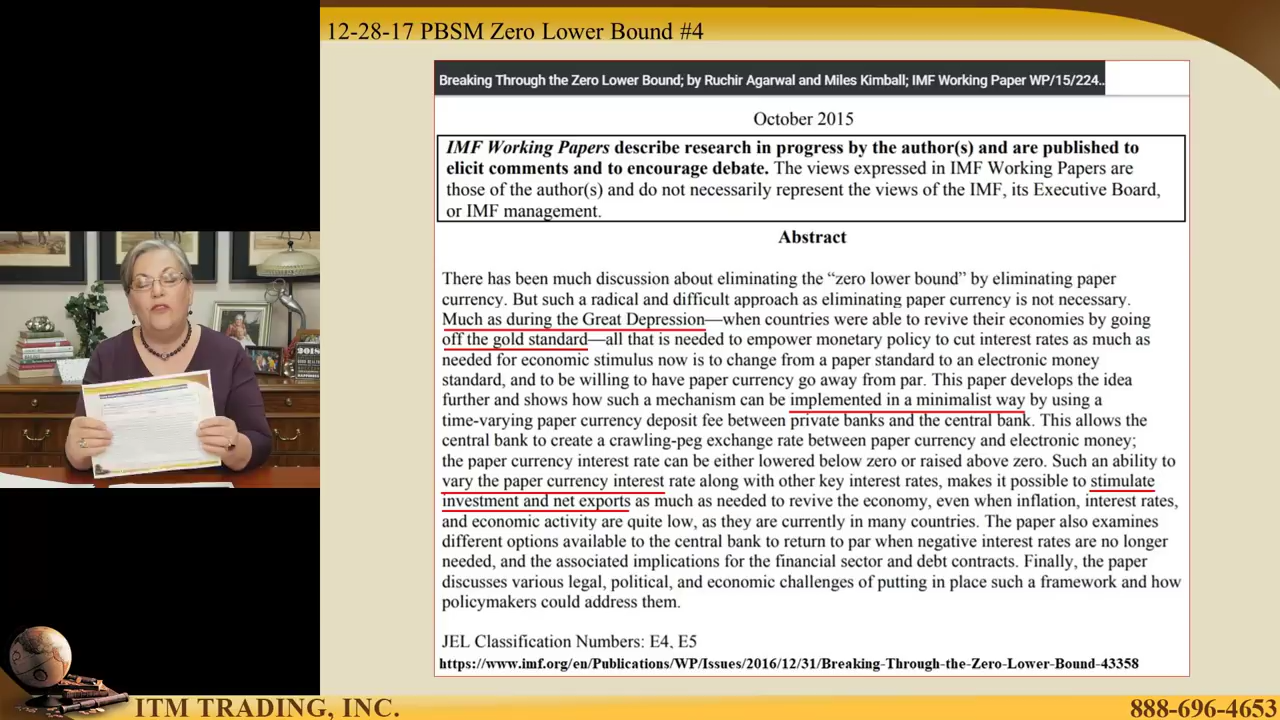 12-28-17 PBSM Zero Lower Bound #4
Breaking Through the Zero Lower Bound; by Ruchir Agarwal and Miles Kimball; IMF Working Paper WP/15/224..
October 2015
IMF Working Papers describe research in progress by the author(s) and are published to
elicit comments and to encourage debate. The views expressed in IMF Working Papers are
those of the author(s) and do not necessarily represent the views of the IMF, its Executive Board,
or IMF management.
Abstract
There has been much discussion about eliminating the “zero lower bound” by eliminating paper
currency. But such a radical and difficult approach as eliminating paper currency is not necessary.
Much as during the Great Depression—when countries were able to revive their economies by going
off the gold standard—all that is needed to empower monetary policy to cut interest rates as much as
needed for economic stimulus now is to change from a paper standard to an electronic money
standard, and to be willing to have paper currency go away from par. This paper develops the idea
further and shows how such a mechanism can be implemented in a minimalist way by using a
time-varying paper currency deposit fee between private banks and the central bank. This allows the
central bank to create a crawling-peg exchange rate between paper currency and electronic money;
the paper currency interest rate can be either lowered below zero or raised above zero. Such an ability to
vary the paper currency interest rate along with other key interest rates, makes it possible to stimulate
investment and net exports as much as needed to revive the economy, even when inflation, interest rates,
and economic activity are quite low, as they are currently in many countries. The paper also examines
different options available to the central bank to return to par when negative interest rates are no longer
needed, and the associated implications for the financial sector and debt contracts. Finally, the paper
discusses various legal, political, and economic challenges of putting in place such a framework and how
policymakers could address them.
JEL Classification Numbers: E4, E5
https://www.imf.org/en/Publications/WP/Issues/2016/12/31/Breaking-Through-the-Zero-Lower-Bound-43358
ITM TRADING, INC.
888-696-4653